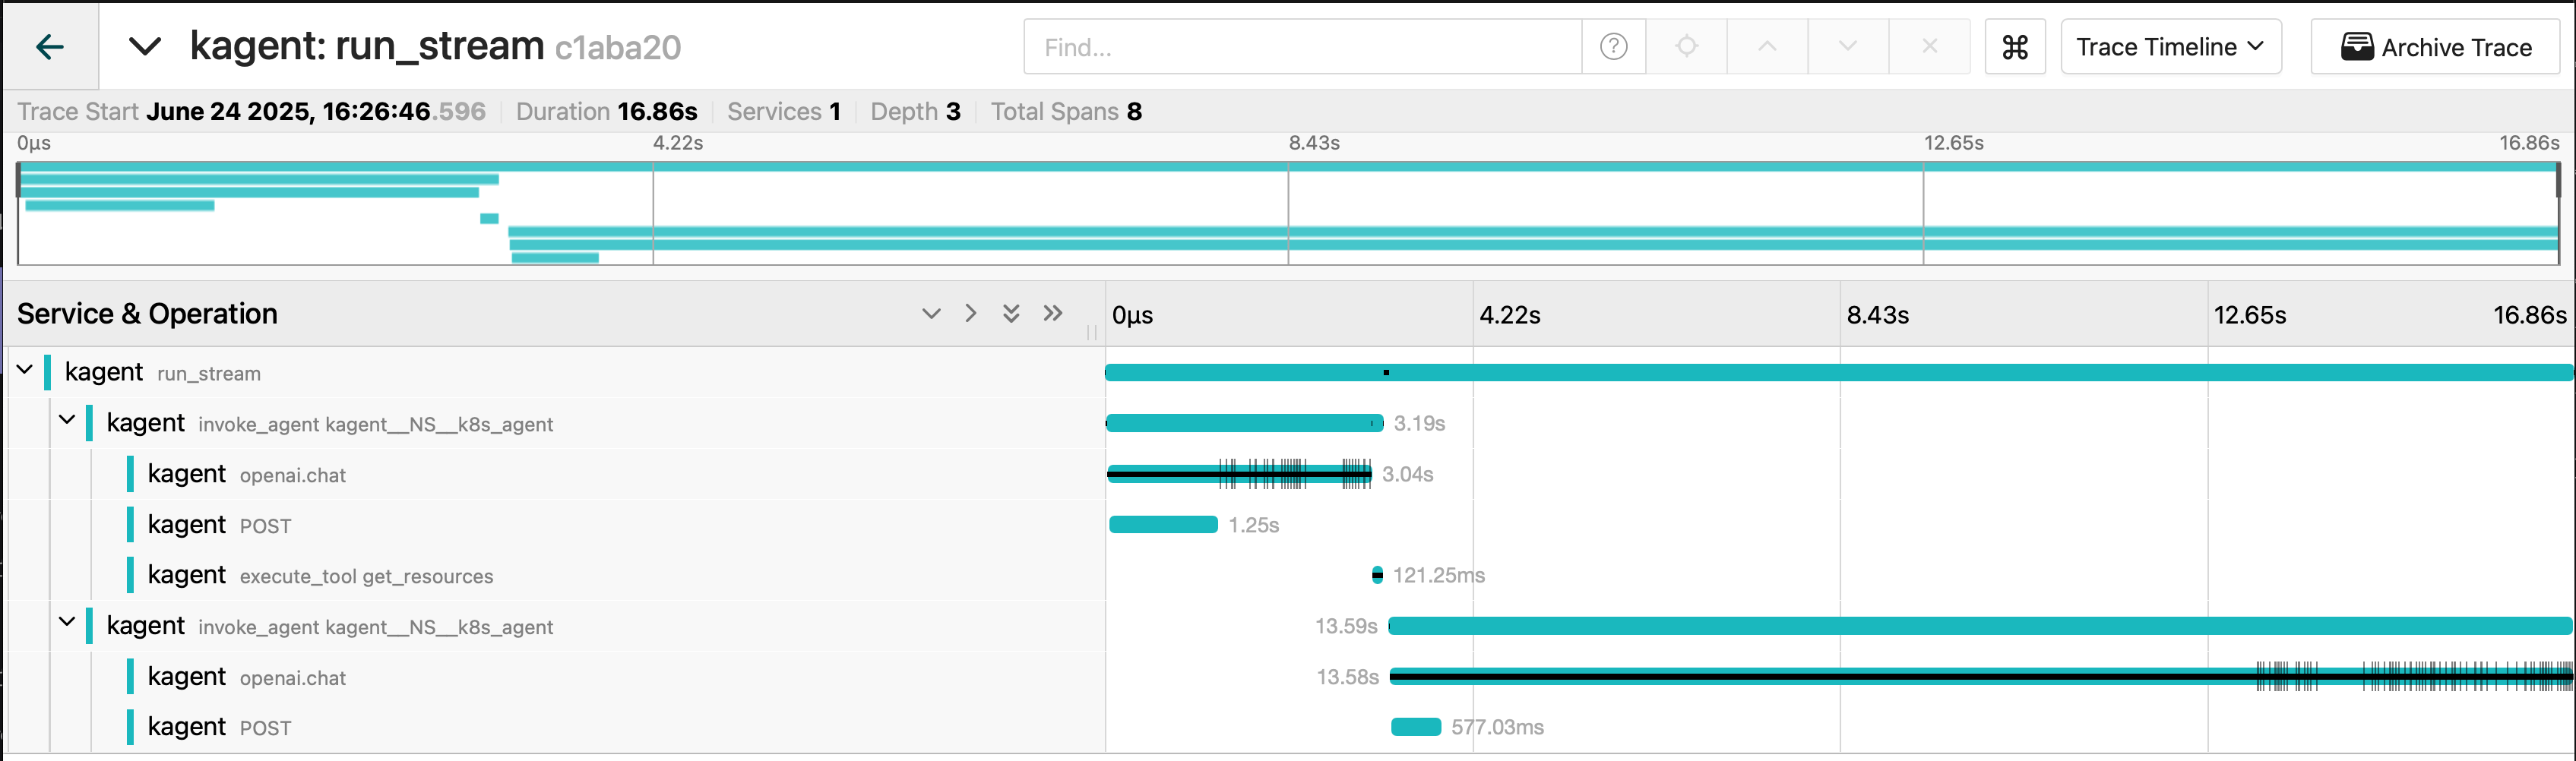 kagent: run_stream c1aba20
Find...
Trace Timeline
Archive Trace
Trace Start June 24 2025, 16:26:46.596 Duration 16.86s Services 1 Depth 3 Total Spans 8
0μs 4.22s 8.43s 12.65s 16.86s
Service & Operation 0μs 4.22s 8.43s 12.65s 16.86s
kagent run_stream
kagent invoke_agent kagent__NS__k8s_agent 3.19s
kagent openai.chat 3.04s
kagent POST 1.25s
kagent execute_tool get_resources 121.25ms
kagent invoke_agent kagent__NS__k8s_agent 13.59s
kagent openai.chat 13.58s
kagent POST 577.03ms